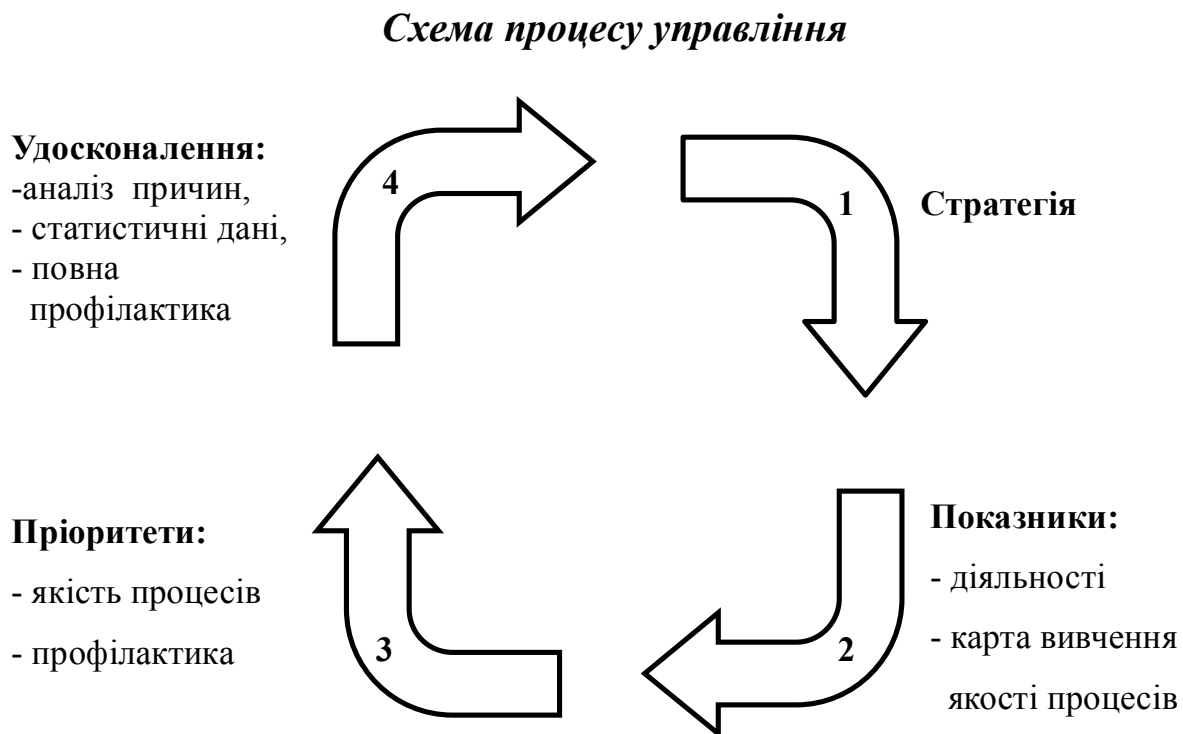 Схема процесу управління
Удосконалення:
-аналіз причин,
- статистичні дані,
- повна
профілактика
4
1
Стратегія
Пріоритети:
- якість процесів
- профілактика
3
2
Показники:
- діяльності
- карта вивчення
якості процесів